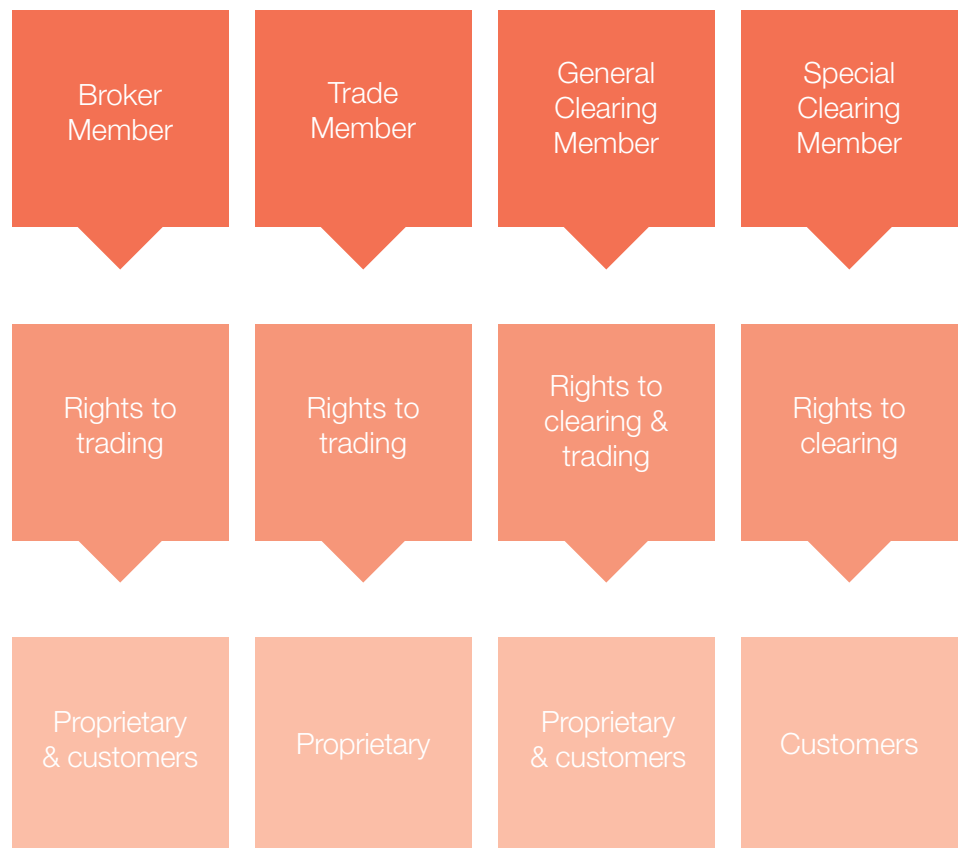 Broker
Member
Trade
Member
General
Clearing
Member
Special
Clearing
Member
Rights to
trading
Rights to
trading
Rights to
clearing &
trading
Rights to
clearing
Proprietary
& customers
Proprietary
Proprietary
& customers
Customers